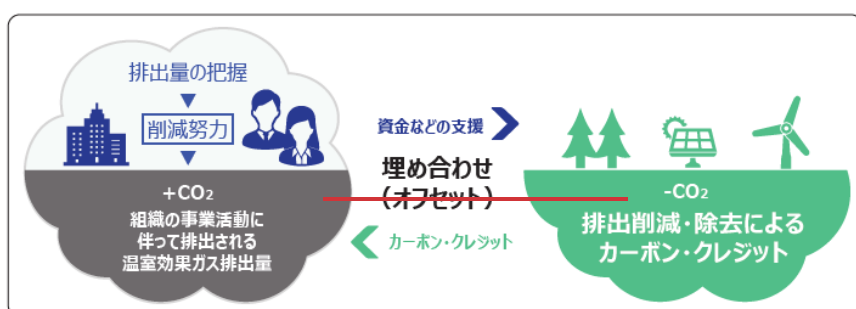 排出量の把握
削減努力
+CO₂
組織の事業活動に
伴って排出される
温室効果ガス排出量
資金などの支援
埋め合わせ
(オフセット)
カーボン・クレジット
-CO₂
排出削減・除去による
カーボン・クレジット